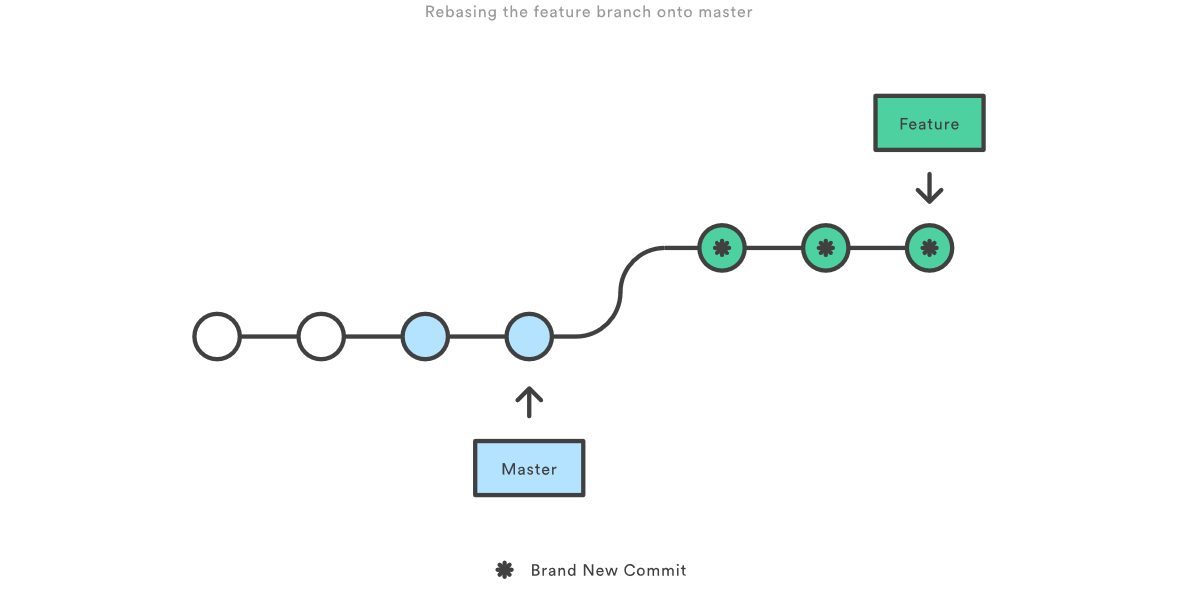 Rebasing the feature branch onto master
Feature
Master
Brand New Commit